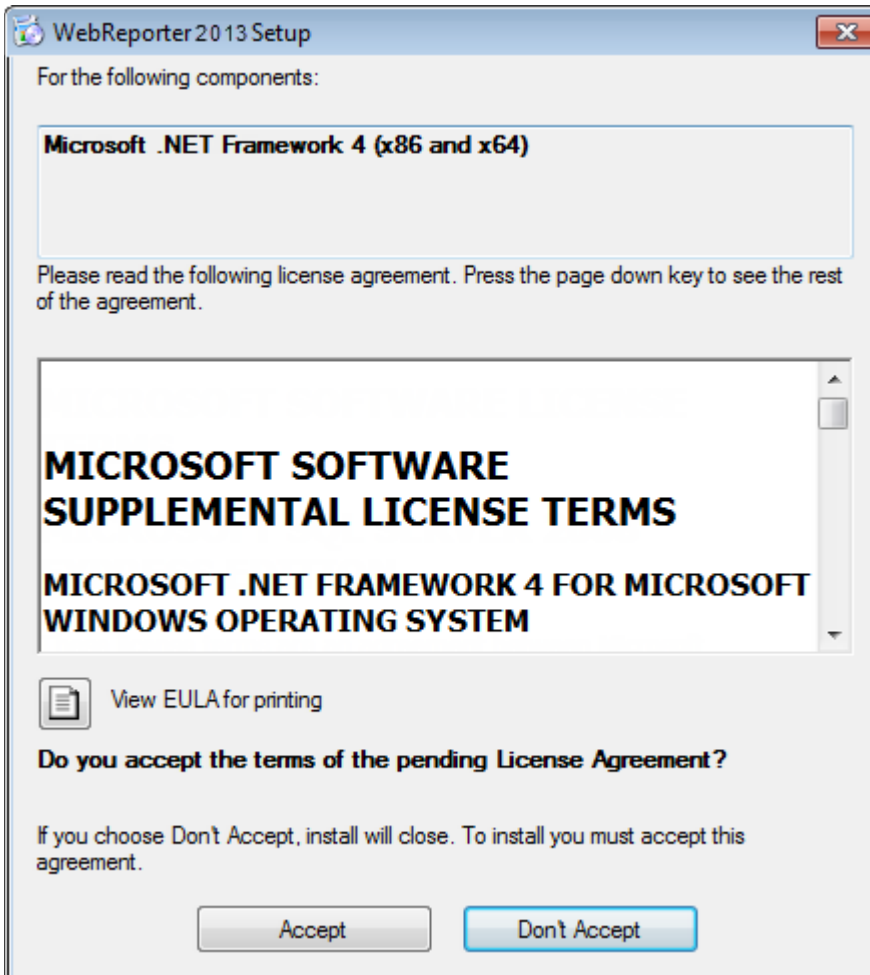 WebReporter 2013 Setup
For the following components:
Microsoft .NET Framework 4 (x86 and x64)
Please read the following license agreement. Press the page down key to see the rest
of the agreement.
MICROSOFT SOFTWARE
SUPPLEMENTAL LICENSE TERMS
MICROSOFT .NET FRAMEWORK 4 FOR MICROSOFT
WINDOWS OPERATING SYSTEM
View EULA for printing
Do you accept the terms of the pending License Agreement?
If you choose Don't Accept, install will close. To install you must accept this
agreement.
Accept
Don't Accept